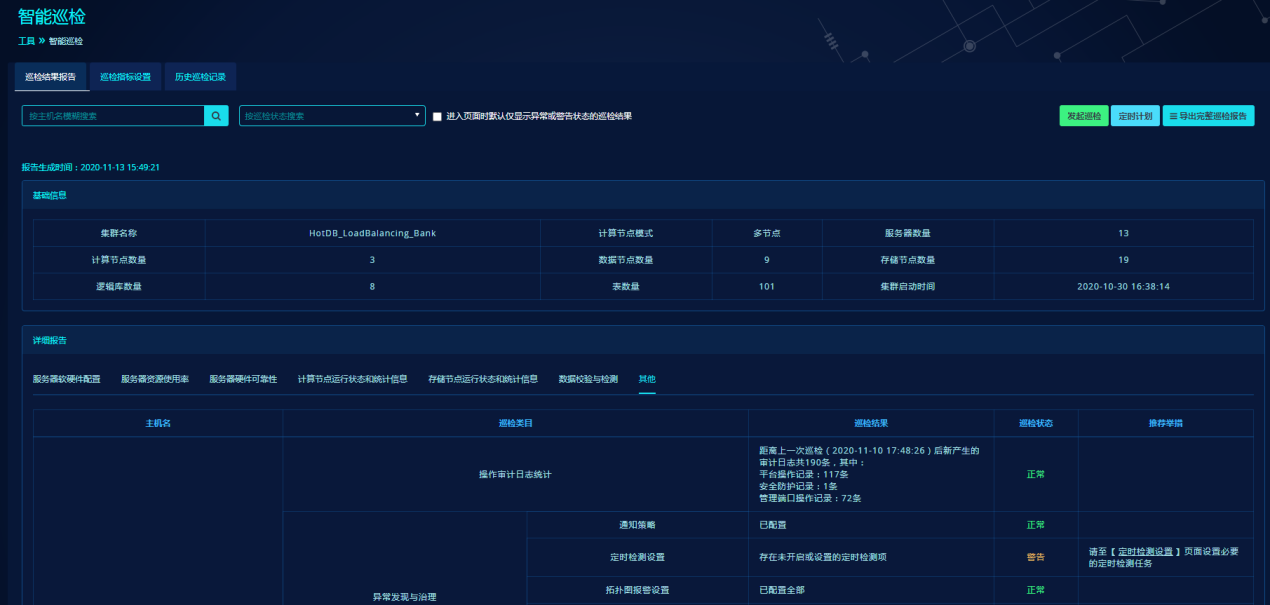 智能巡检
工具 » 智能巡检
巡检结果报告 巡检指标设置 历史巡检记录
按主机名模糊搜索 按巡检状态搜索 进入页面时默认仅显示异常或警告状态的巡检结果 发起巡检 定时计划 导出完整巡检报告
报告生成时间：2020-11-13 15:49:21
基础信息
集群名称 HotDB_LoadBalancing_Bank 计算节点模式 多节点 服务器数量 13
计算节点数量 3 数据节点数量 9 存储节点数量 19
逻辑库数量 8 表数量 101 集群启动时间 2020-10-30 16:38:14
详细报告
服务器软硬件配置 服务器资源使用率 服务器硬件可靠性 计算节点运行状态和统计信息 存储节点运行状态和统计信息 数据校验与检测 其他
主机名 巡检类目 巡检结果 巡检状态 推荐举措
操作审计日志统计
距离上一次巡检（2020-11-10 17:48:26）后新产生的
审计日志共190条，其中：
平台操作记录：117条
安全防护记录：1条
管理端口操作记录：72条
正常
异常发现与治理
通知策略 已配置 正常
定时检测设置 存在未开启或设置的定时检测项 警告
请至【 定时检测设置 】页面设置必要
的定时检测任务
拓扑图报警设置 已配置全部 正常